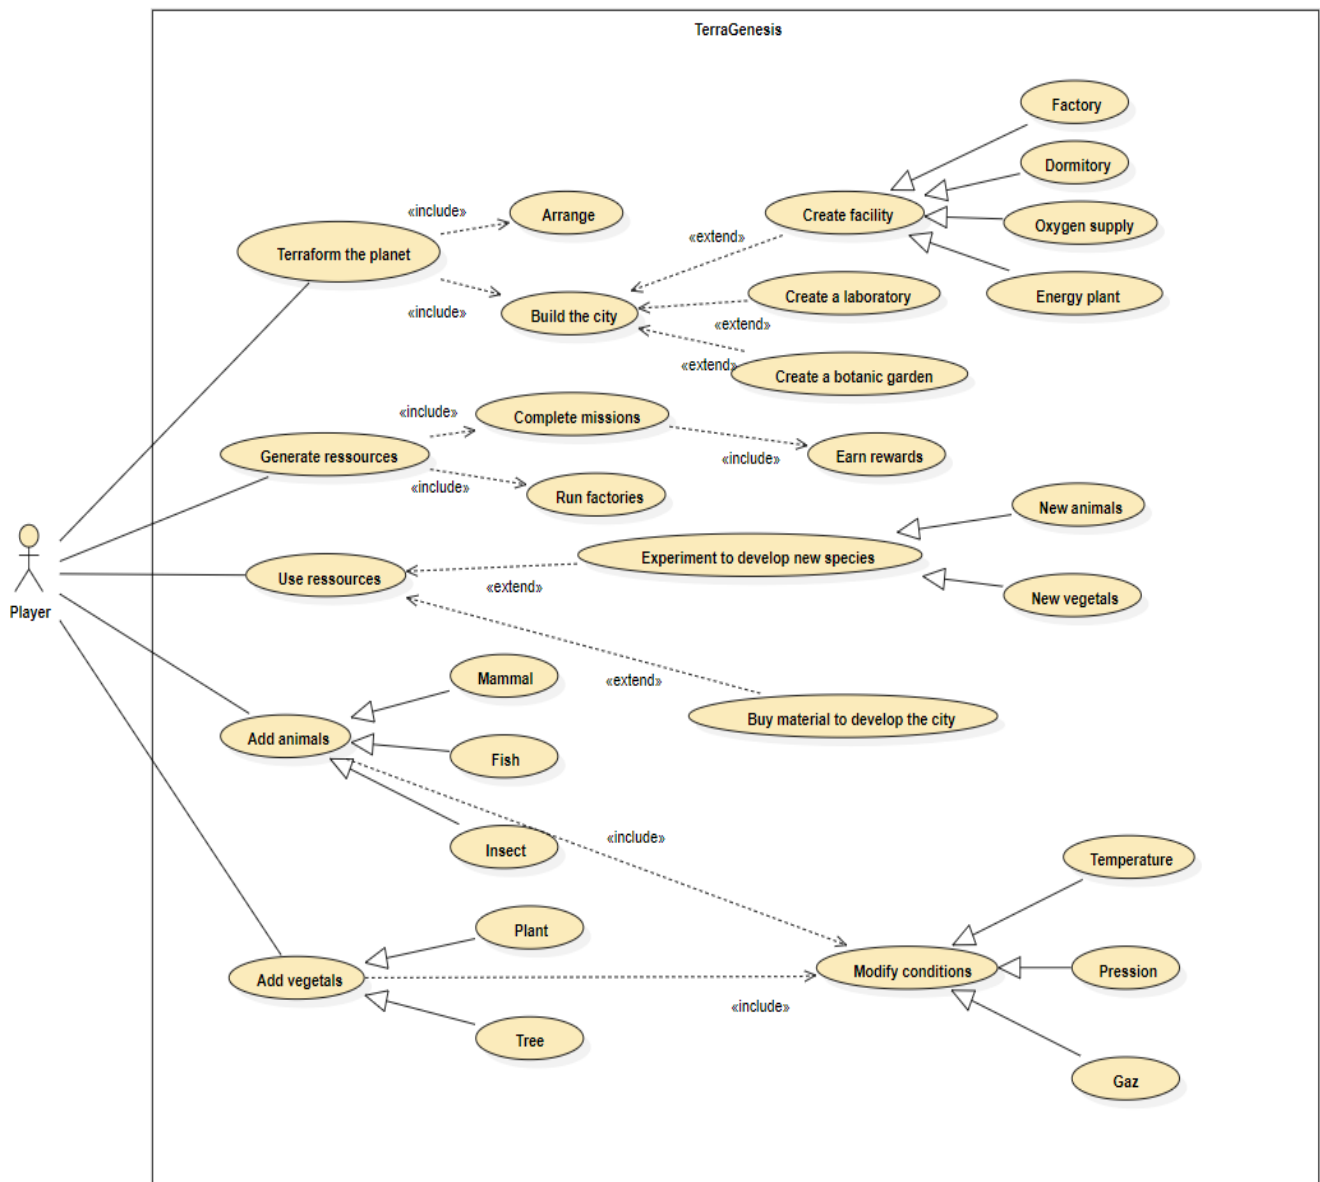 TerraGenesis
Factory
Dormitory
Arrange
«include»
Create facility
Oxygen supply
«extend»
Terraform the planet
Create a laboratory
Energy plant
«include»
Build the city
«extend»
«extend»
Create a botanic garden
«include»
Complete missions
Generate ressources
«include»
Earn rewards
«include»
Run factories
New animals
Experiment to develop new species
Use ressources
«extend»
New vegetals
Player
Mammal
«extend»
Buy material to develop the city
Add animals
Fish
«include»
Insect
Temperature
Plant
Modify conditions
Pression
Add vegetals
«include»
Tree
Gaz